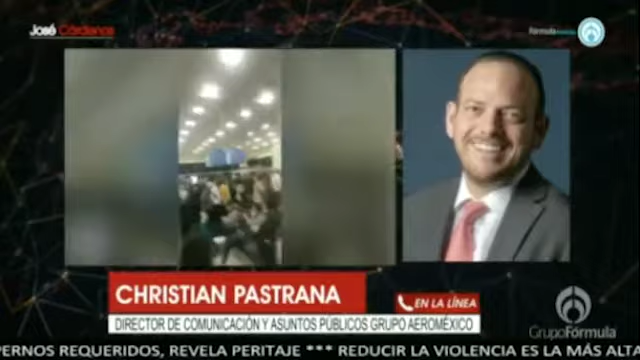 José Cárdenas
Fórmula
CHRISTIAN PASTRANA
EN LA LÍNEA
DIRECTOR DE COMUNICACIÓN Y ASUNTOS PÚBLICOS GRUPO AEROMÉXICO
GrupoFórmula
PERNOS REQUERIDOS, REVELA PERITAJE *** REDUCIR LA VIOLENCIA ES LA MÁS ALTA